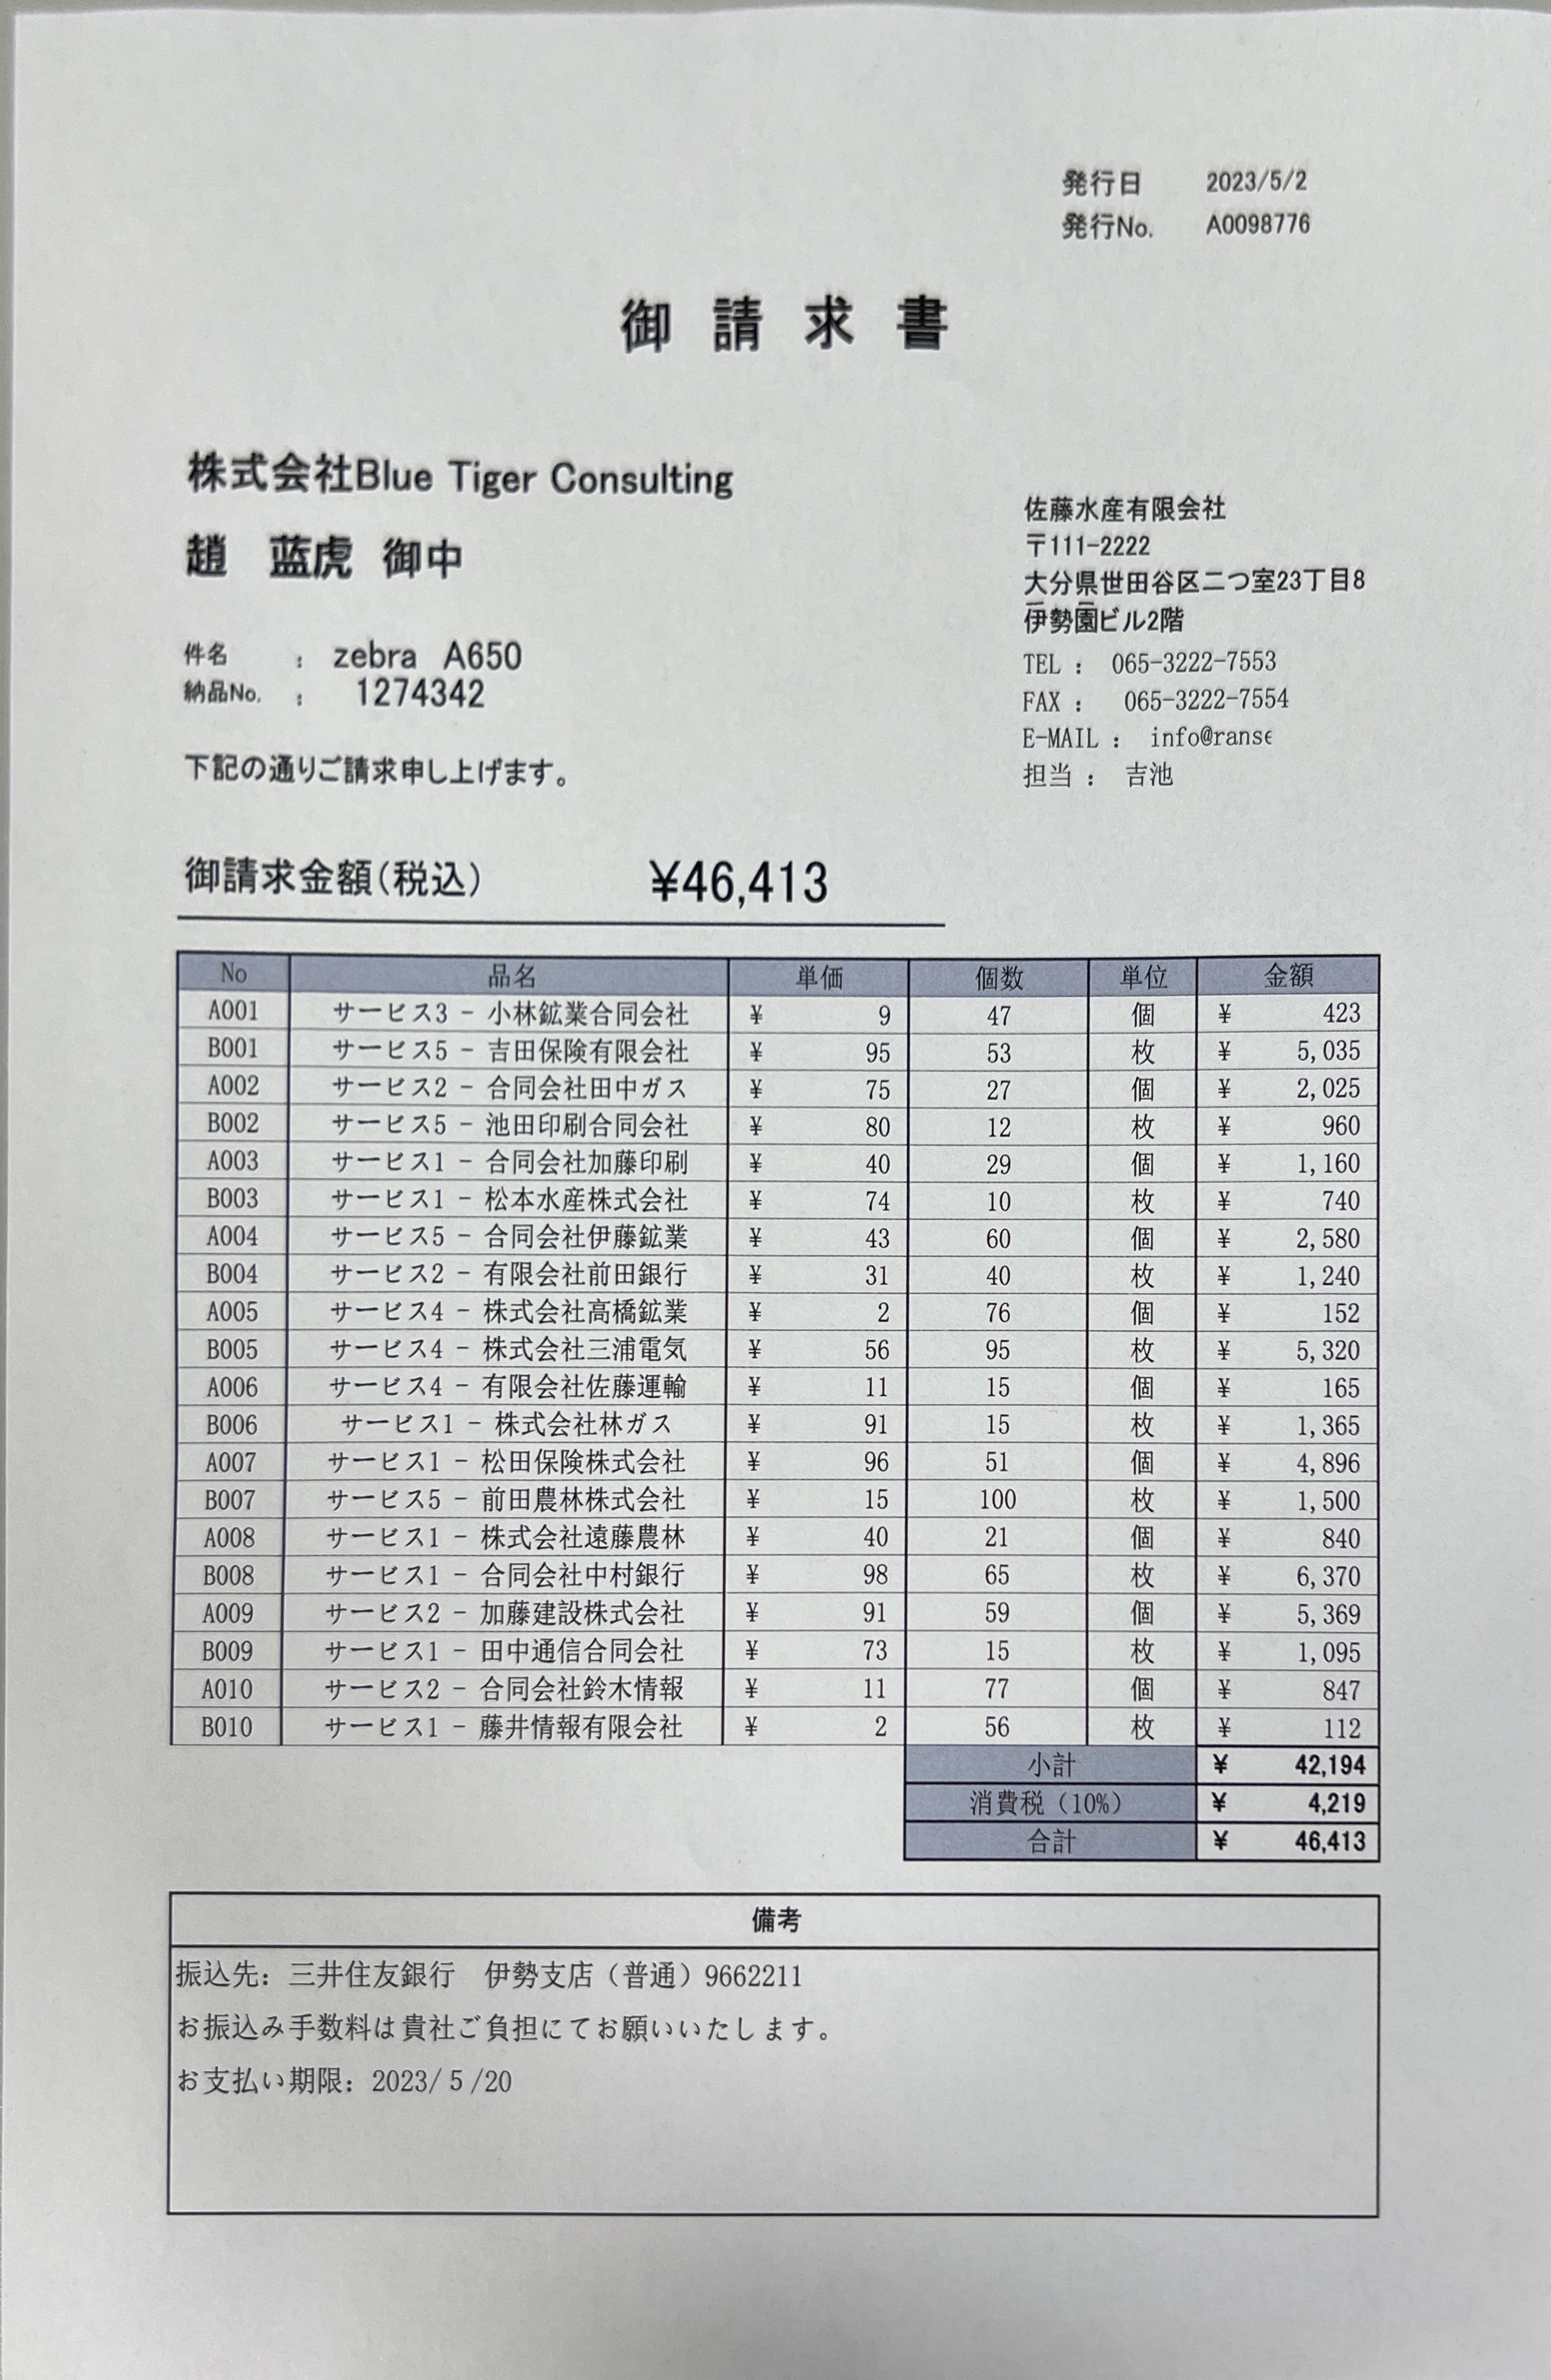 発行日 2023/5/2
発行No. A0098776
御請求書
株式会社Blue Tiger Consulting
趙 蓝虎 御中
件名 : zebra A650
納品No. : 1274342
下記の通りご請求申し上げます。
佐藤水産有限会社
〒111-2222
大分県世田谷区二つ室23丁目8
伊勢園ビル2階
TEL : 065-3222-7553
FAX : 065-3222-7554
E-MAIL : info@ranse
担当 : 吉池
御請求金額(税込) ¥46,413
No 品名 単価 個数 単位 金額
A001 サービス3 - 小林鉱業合同会社 ¥ 9 47 個 ¥ 423
B001 サービス5 - 吉田保険有限会社 ¥ 95 53 枚 ¥ 5,035
A002 サービス2 - 合同会社田中ガス ¥ 75 27 個 ¥ 2,025
B002 サービス5 - 池田印刷合同会社 ¥ 80 12 枚 ¥ 960
A003 サービス1 - 合同会社加藤印刷 ¥ 40 29 個 ¥ 1,160
B003 サービス1 - 松本水産株式会社 ¥ 74 10 枚 ¥ 740
A004 サービス5 - 合同会社伊藤鉱業 ¥ 43 60 個 ¥ 2,580
B004 サービス2 - 有限会社前田銀行 ¥ 31 40 枚 ¥ 1,240
A005 サービス4 - 株式会社高橋鉱業 ¥ 2 76 個 ¥ 152
B005 サービス4 - 株式会社三浦電気 ¥ 56 95 枚 ¥ 5,320
A006 サービス4 - 有限会社佐藤運輸 ¥ 11 15 個 ¥ 165
B006 サービス1 - 株式会社林ガス ¥ 91 15 枚 ¥ 1,365
A007 サービス1 - 松田保険株式会社 ¥ 96 51 個 ¥ 4,896
B007 サービス5 - 前田農林株式会社 ¥ 15 100 枚 ¥ 1,500
A008 サービス1 - 株式会社遠藤農林 ¥ 40 21 個 ¥ 840
B008 サービス1 - 合同会社中村銀行 ¥ 98 65 枚 ¥ 6,370
A009 サービス2 - 加藤建設株式会社 ¥ 91 59 個 ¥ 5,369
B009 サービス1 - 田中通信合同会社 ¥ 73 15 枚 ¥ 1,095
A010 サービス2 - 合同会社鈴木情報 ¥ 11 77 個 ¥ 847
B010 サービス1 - 藤井情報有限会社 ¥ 2 56 枚 ¥ 112
小計 ¥ 42,194
消費税(10%) ¥ 4,219
合計 ¥ 46,413
備考
振込先: 三井住友銀行 伊勢支店(普通)9662211
お振込み手数料は貴社ご負担にてお願いいたします。
お支払い期限: 2023/５/20